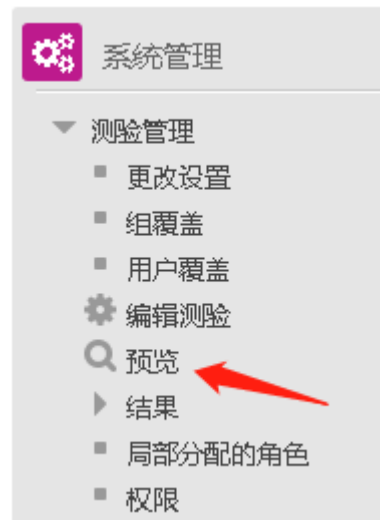 系统管理
测验管理
更改设置
组覆盖
用户覆盖
编辑测验
预览
结果
局部分配的角色
权限